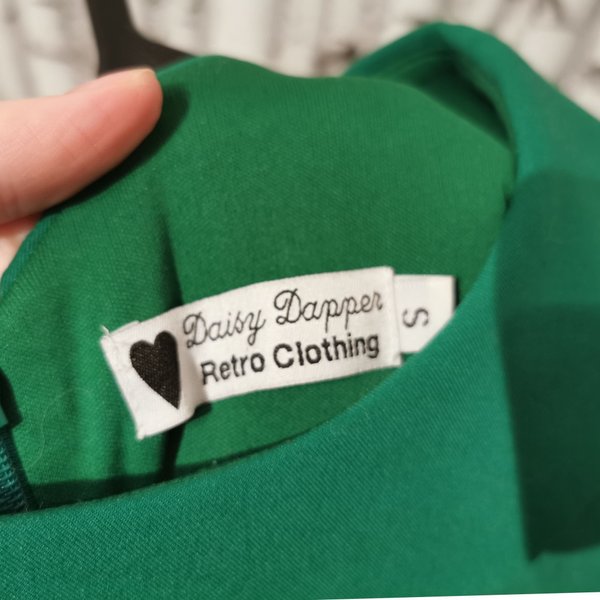 Daisy Dapper
Retro Clothing
S